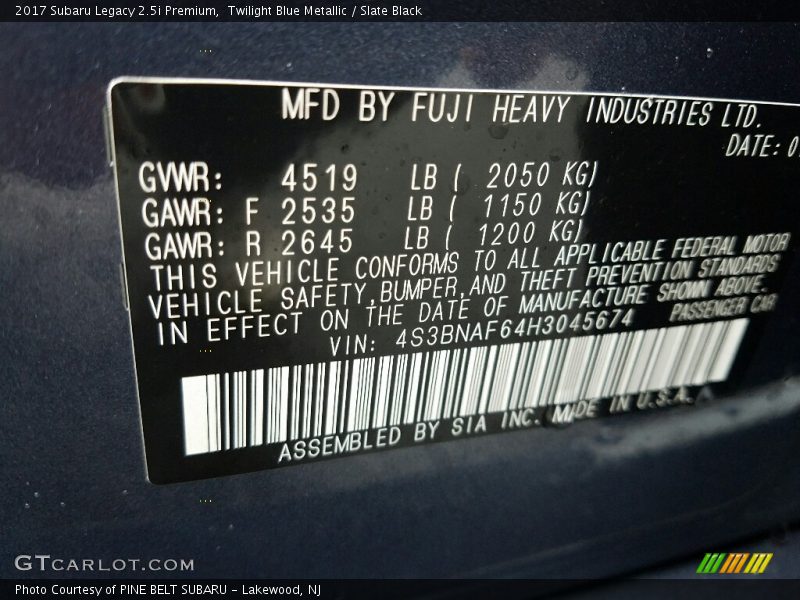 2017 Subaru Legacy 2.5i Premium,  Twilight Blue Metallic / Slate Black
MFD BY FUJI HEAVY INDUSTRIES LTD.
DATE: 0
GVWR: 4519 LB ( 2050 KG)
GAWR: F 2535 LB ( 1150 KG)
GAWR: R 2645 LB ( 1200 KG)
THIS VEHICLE CONFORMS TO ALL APPLICABLE FEDERAL MOTOR
VEHICLE SAFETY,BUMPER,AND THEFT PREVENTION STANDARDS
IN EFFECT ON THE DATE OF MANUFACTURE SHOWN ABOVE.
VIN: 4S3BNAF64H3045674 PASSENGER CAR
ASSEMBLED BY SIA INC. MADE IN U.S.A.
GTCARLOT.COM
Photo Courtesy of PINE BELT SUBARU - Lakewood, NJ